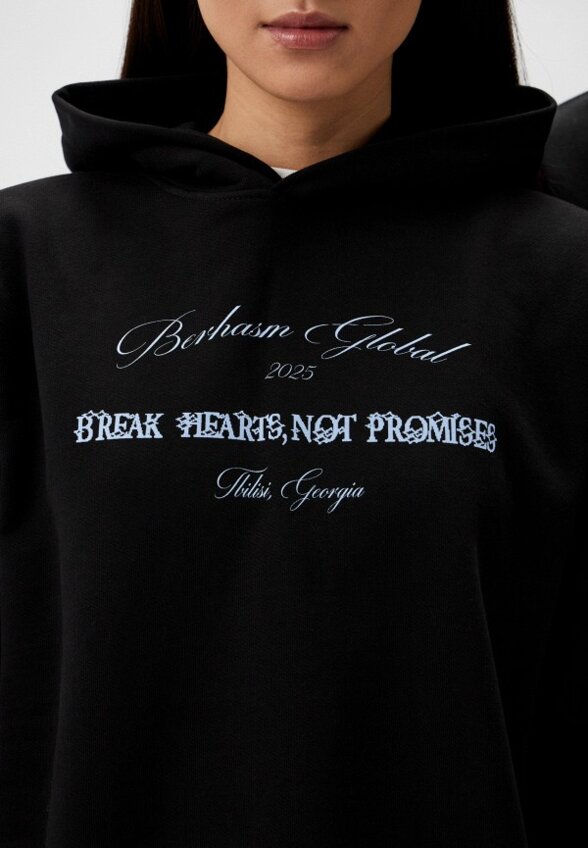 Berhasm Global
2025
BREAK HEARTS, NOT PROMISES
Tbilisi, Georgia